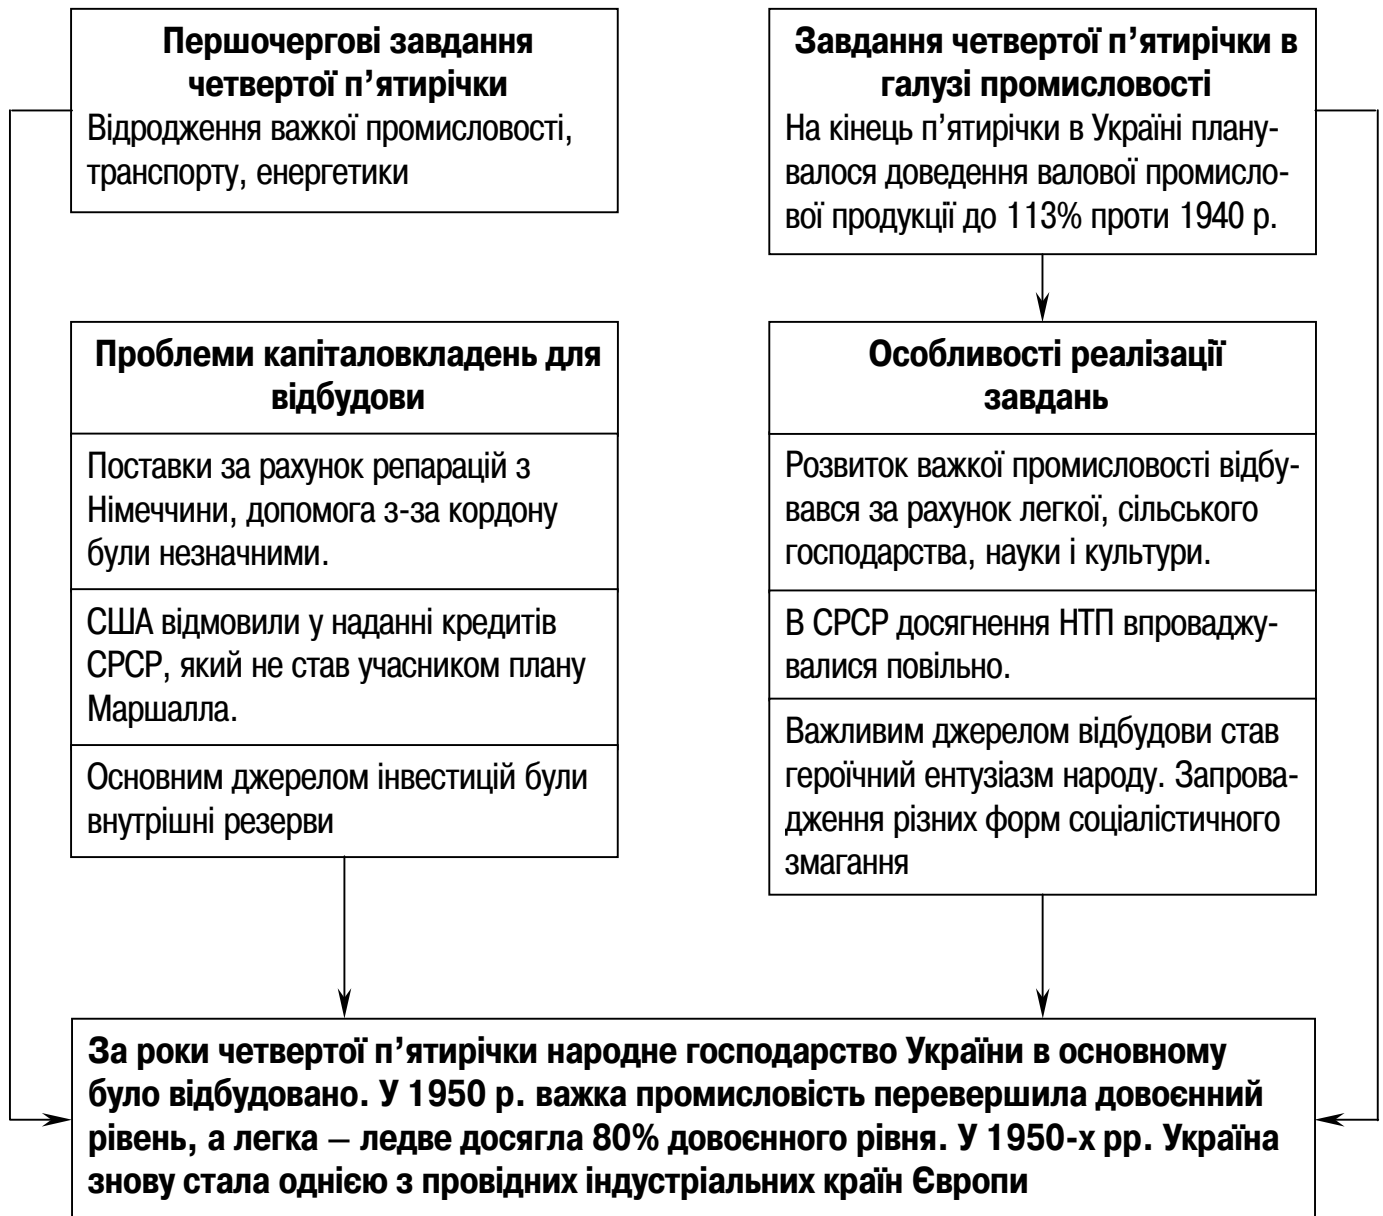 Першочергові завдання
четвертої п’ятирічки
Відродження важкої промисловості,
транспорту, енергетики
Завдання четвертої п’ятирічки в
галузі промисловості
На кінець п’ятирічки в Україні плану-
валося доведення валової промисло-
вої продукції до 113% проти 1940 р.
Проблеми капіталовкладень для
відбудови
Поставки за рахунок репарацій з
Німеччини, допомога з-за кордону
були незначними.
США відмовили у наданні кредитів
СРСР, який не став учасником плану
Маршалла.
Основним джерелом інвестицій були
внутрішні резерви
Особливості реалізації
завдань
Розвиток важкої промисловості відбу-
вався за рахунок легкої, сільського
господарства, науки і культури.
В СРСР досягнення НТП впроваджу-
валися повільно.
Важливим джерелом відбудови став
героїчний ентузіазм народу. Запрова-
дження різних форм соціалістичного
змагання
За роки четвертої п’ятирічки народне господарство України в основному
було відбудовано. У 1950 р. важка промисловість перевершила довоєнний
рівень, а легка – ледве досягла 80% довоєнного рівня. У 1950-х рр. Україна
знову стала однією з провідних індустріальних країн Європи